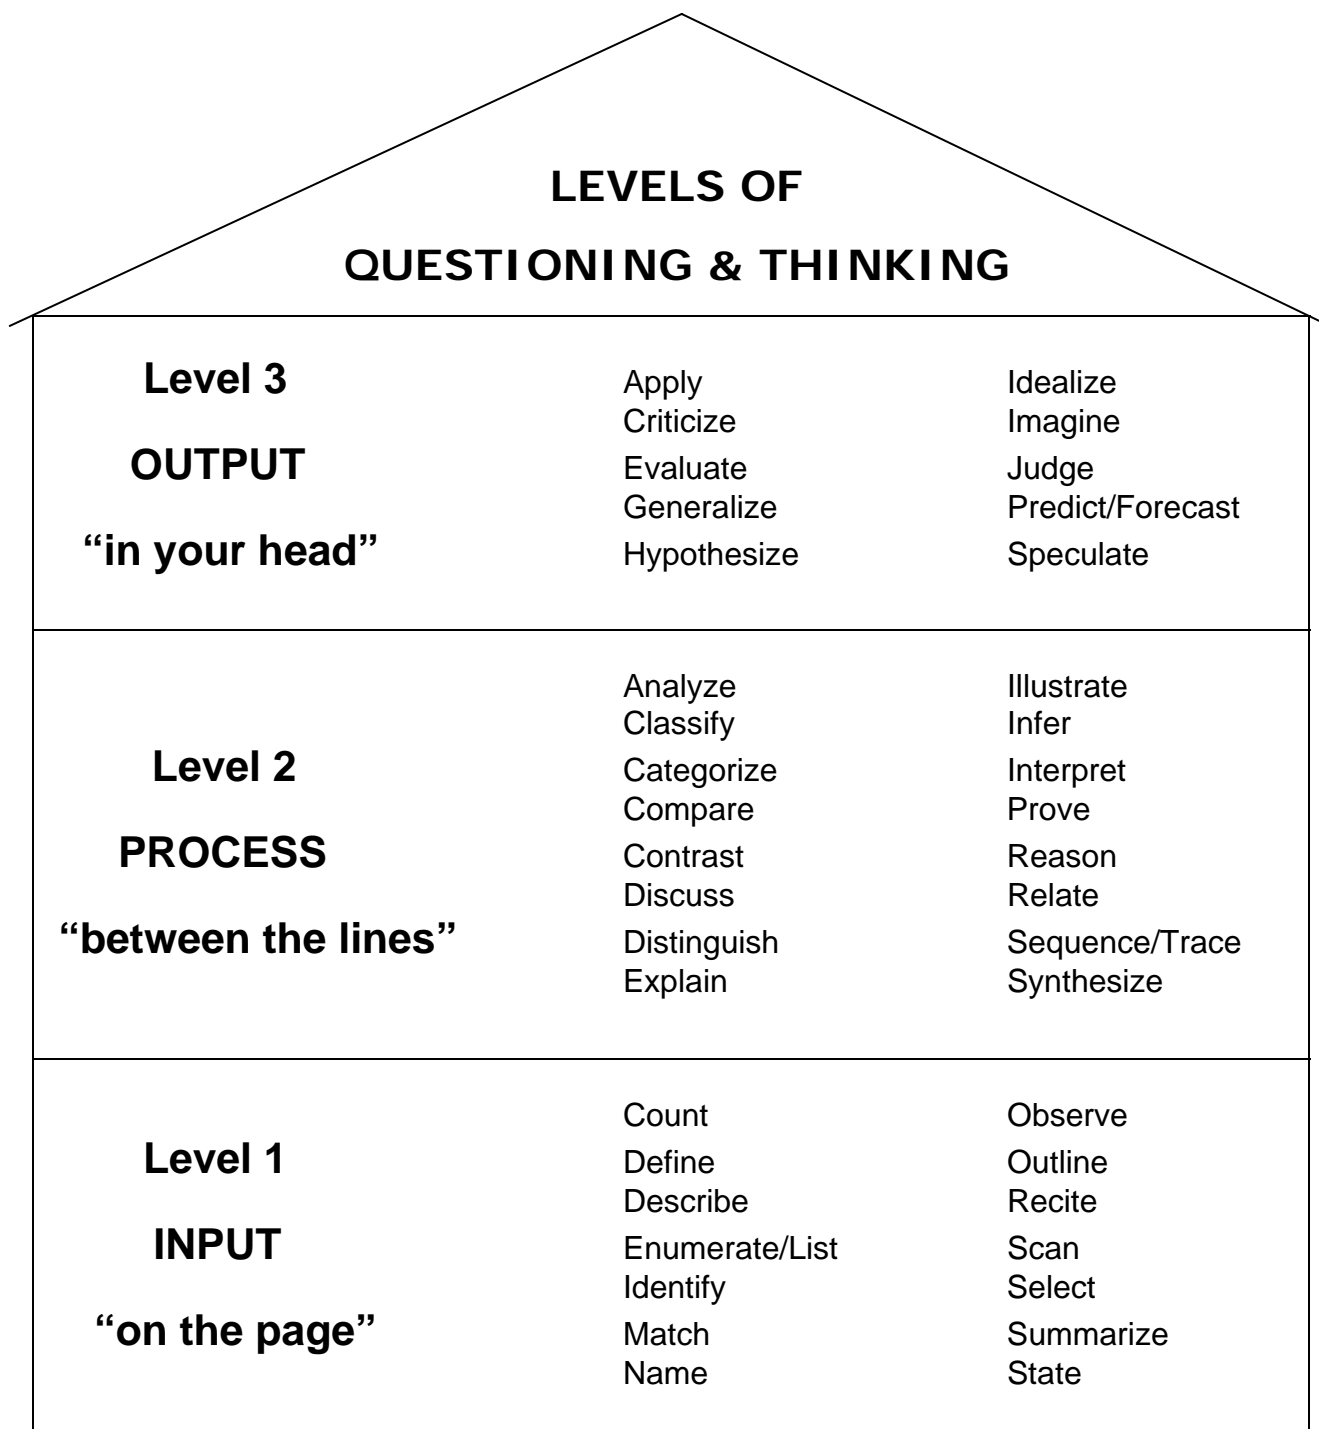 LEVELS OF
QUESTIONING & THINKING
Level 3
OUTPUT
“in your head”
Apply
Criticize
Evaluate
Generalize
Hypothesize
Idealize
Imagine
Judge
Predict/Forecast
Speculate
Level 2
PROCESS
“between the lines”
Analyze
Classify
Categorize
Compare
Contrast
Discuss
Distinguish
Explain
Illustrate
Infer
Interpret
Prove
Reason
Relate
Sequence/Trace
Synthesize
Level 1
INPUT
“on the page”
Count
Define
Describe
Enumerate/List
Identify
Match
Name
Observe
Outline
Recite
Scan
Select
Summarize
State